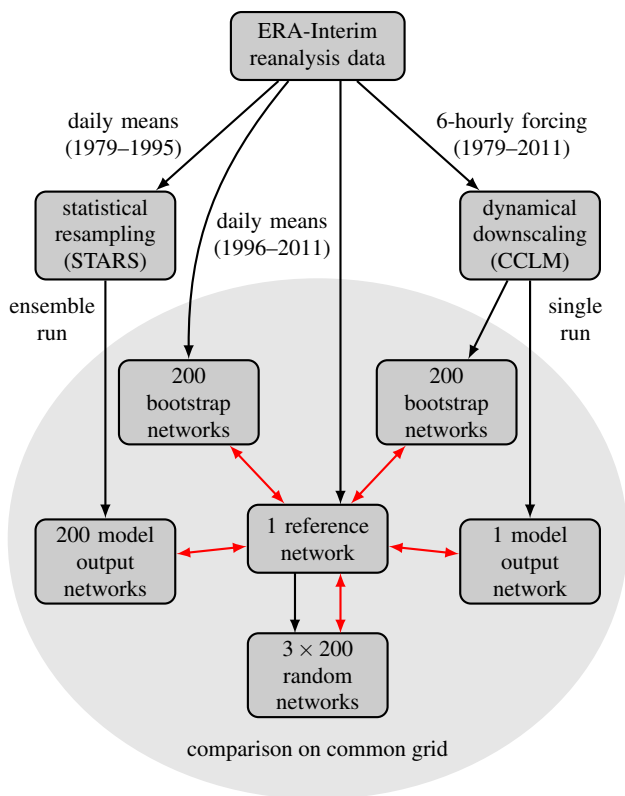 ERA-Interim
reanalysis data
daily means
(1979–1995)
6-hourly forcing
(1979–2011)
statistical
resampling
(STARS)
daily means
(1996–2011)
dynamical
downscaling
(CCLM)
ensemble
run
single
run
200
bootstrap
networks
200
bootstrap
networks
200 model
output
networks
1 reference
network
1 model
output
network
3 × 200
random
networks
comparison on common grid